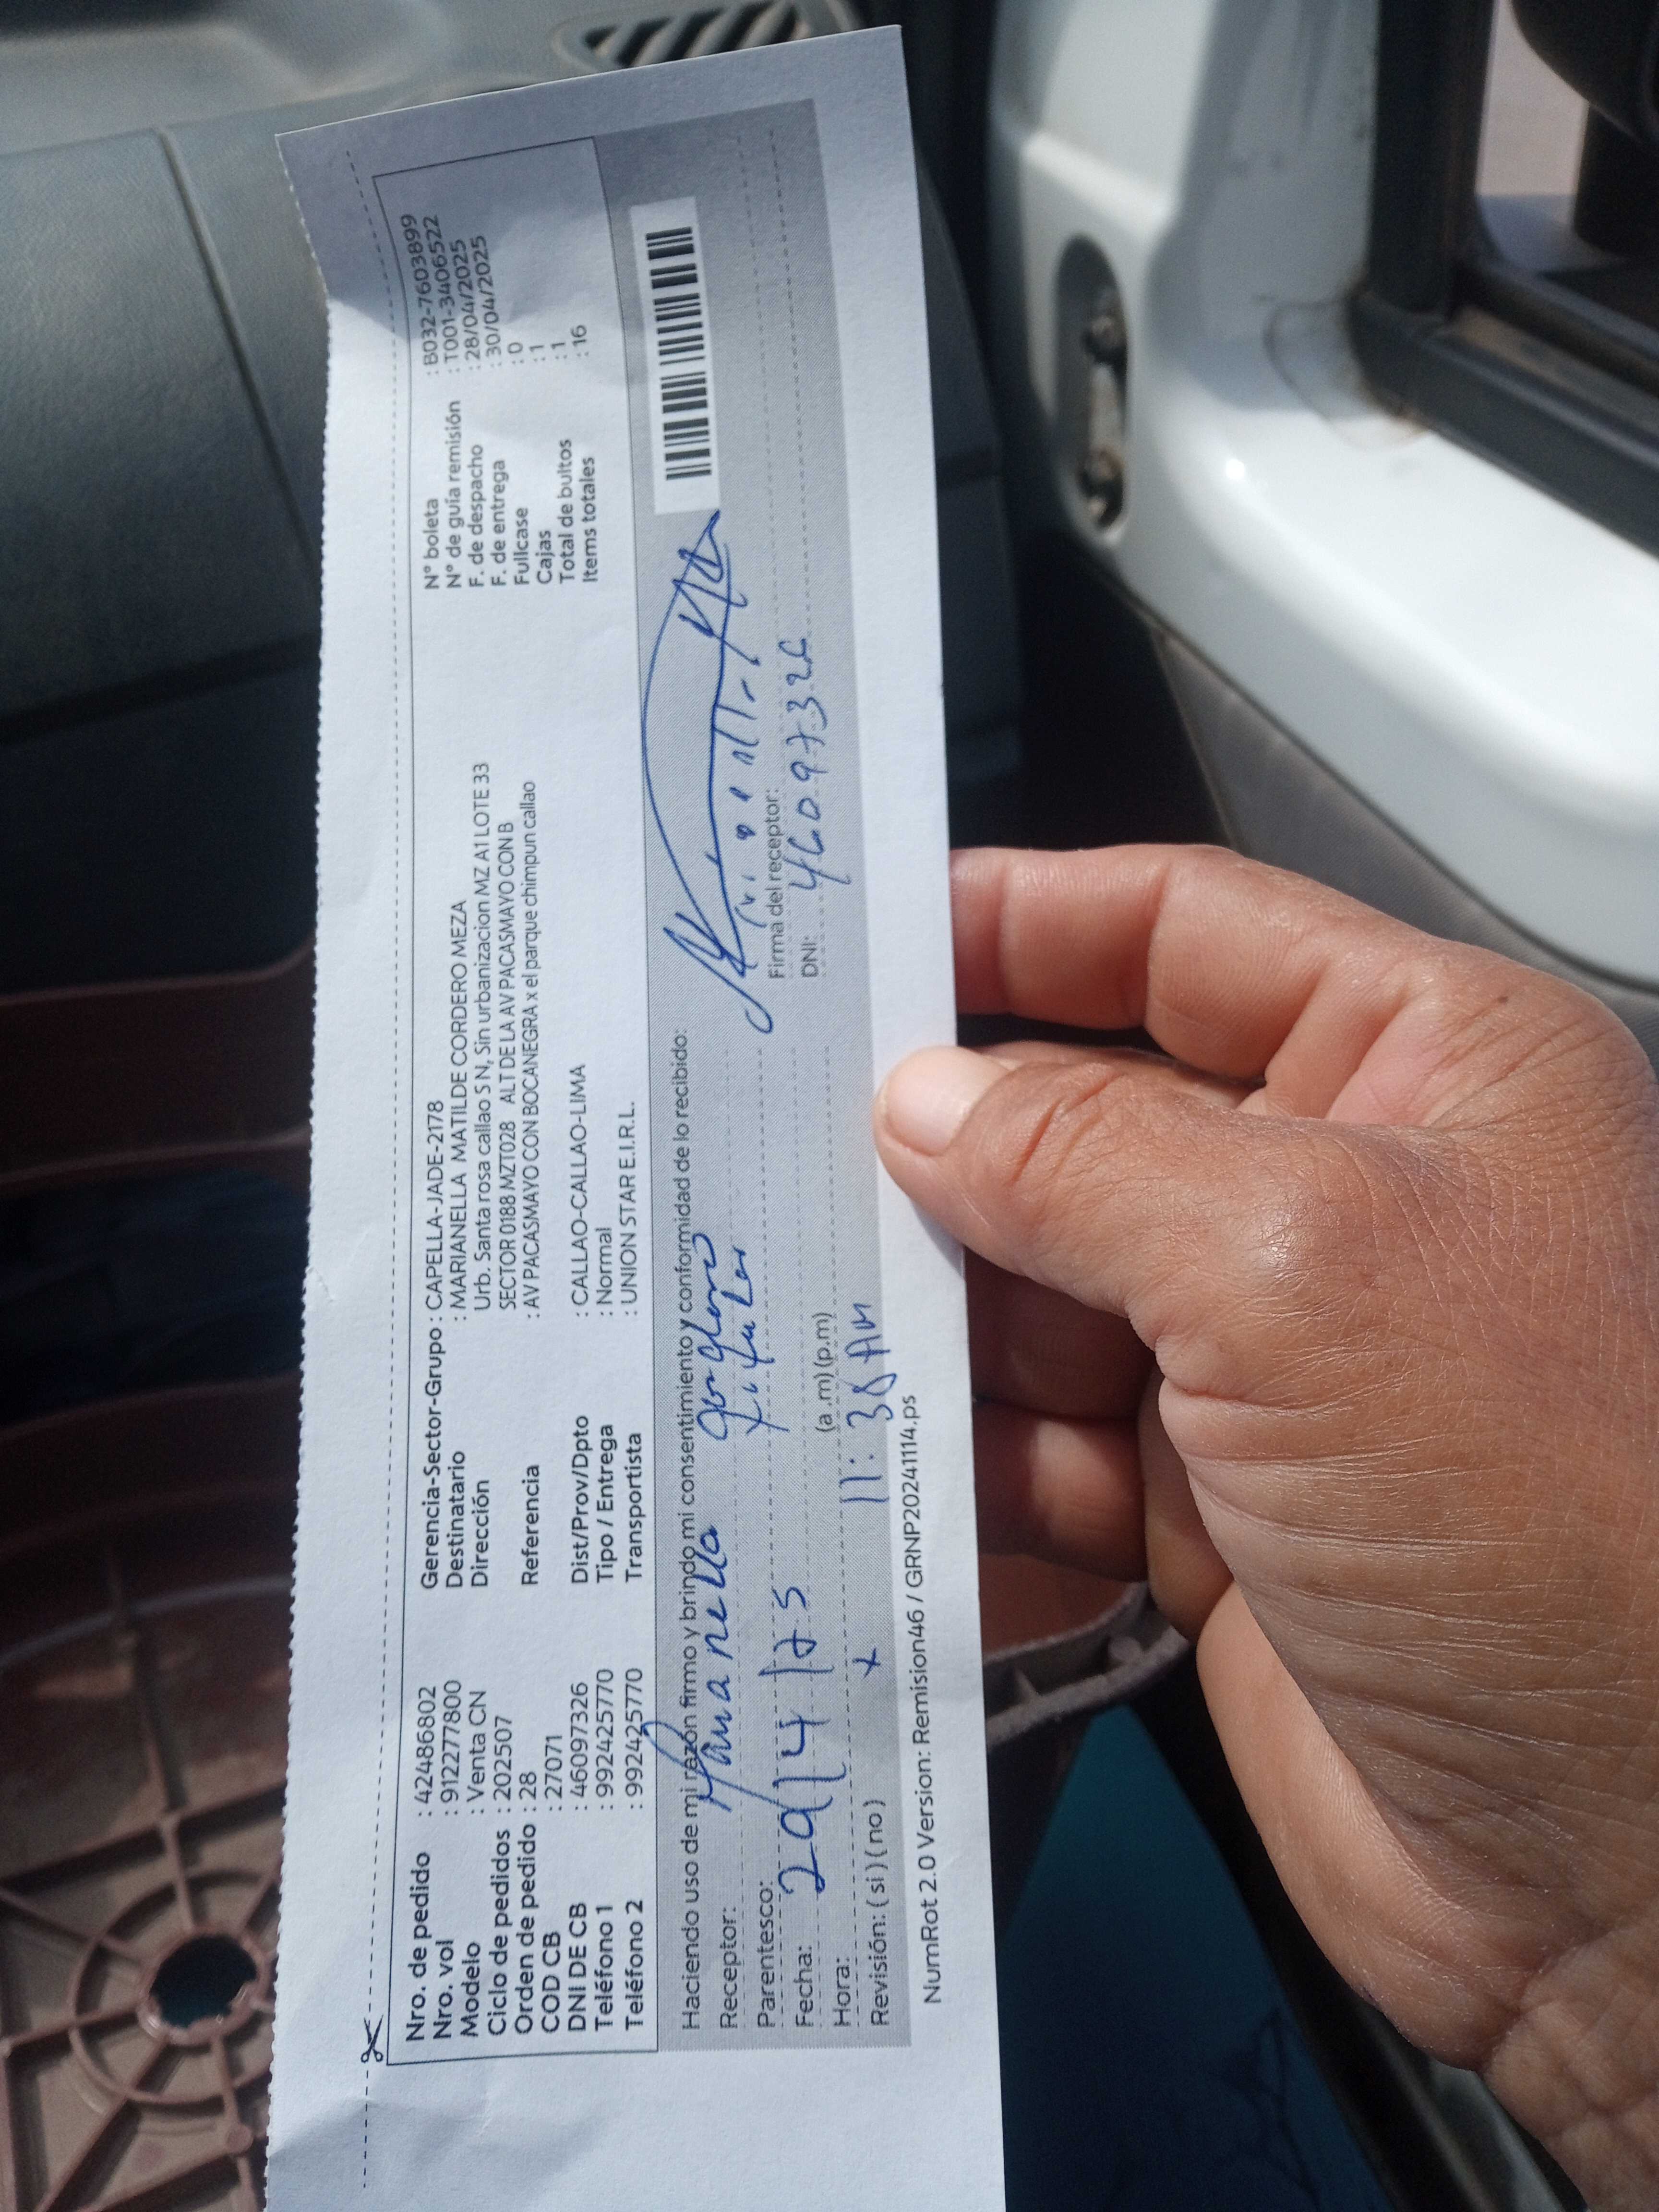 Nro. de pedido : 42486802
Nro. vol : 912277800
Modelo : Venta CN
Ciclo de pedidos : 202507
Orden de pedido : 28
COD CB : 27071
DNI DE CB : 46097326
Teléfono 1 : 992425770
Teléfono 2 : 992425770
Gerencia-Sector-Grupo : CAPELLA-JADE-2178
Destinatario : MARIANELLA MATILDE CORDERO MEZA
Dirección Urb. Santa rosa callao S N, Sin urbanizacion MZ A1 LOTE 33
SECTOR 0188 MZT028 ALT DE LA AV PACASMAYO CON B
Referencia : AV PACASMAYO CON BOCANEGRA x el parque chimpun callao
Dist/Prov/Dpto : CALLAO-CALLAO-LIMA
Tipo / Entrega : Normal
Transportista : UNION STAR E.I.R.L.
N° boleta : B032-7603899
N° de guía remisión : T001-3406522
F. de despacho : 28/04/2025
F. de entrega : 30/04/2025
Fullcase : 0
Cajas : 1
Total de bultos : 1
Items totales : 16
Haciendo uso de mi razón firmo y brindo mi consentimiento y conformidad de lo recibido:
Receptor: Marianella
Parentesco: Titular
Fecha: 29/4/25
Hora: 11:30 AM (a.m) (p.m)
Revisión: ( si ) ( no )
Firma del receptor:
DNI: 46097326
NumRot 2.0 Version: Remision46 / GRNP20241114.ps